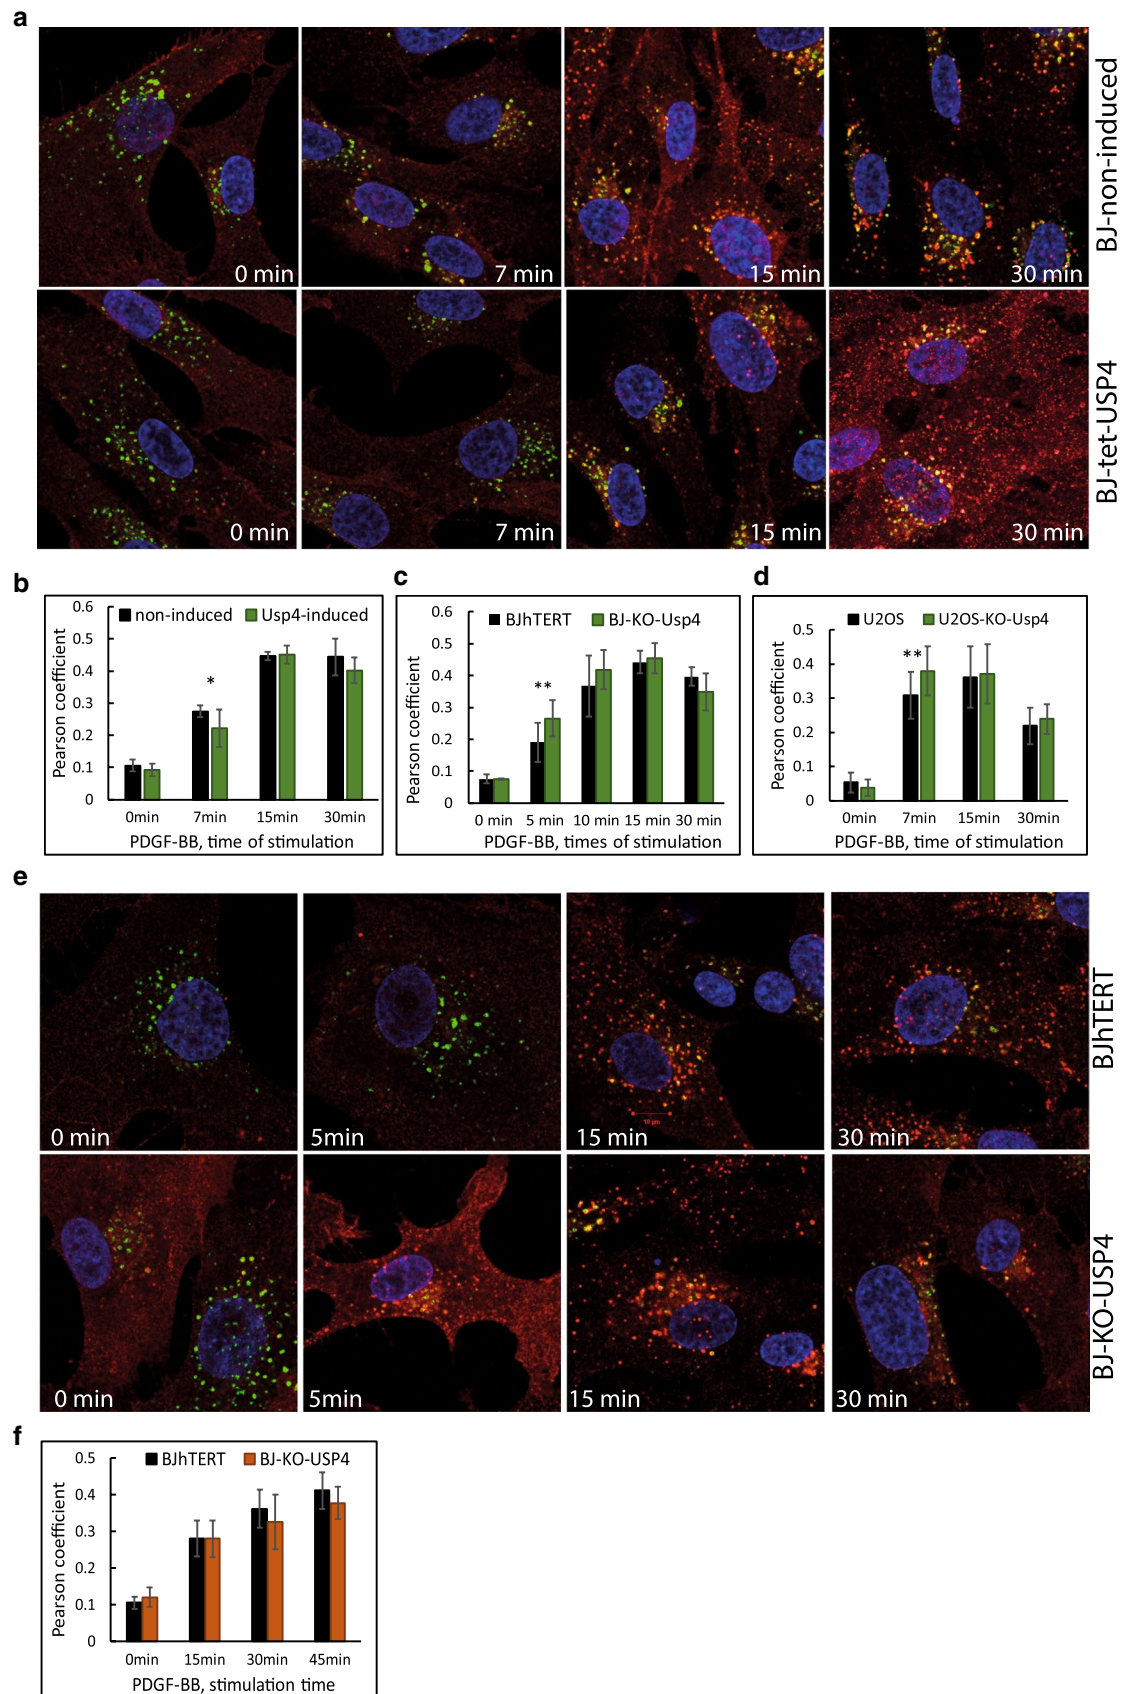 a
0 min
7 min
15 min
30 min
BJ-non-induced
0 min
7 min
15 min
30 min
BJ-tet-USP4
b
non-induced
Usp4-induced
Pearson coefficient
0.6
0.5
0.4
0.3
0.2
0.1
0
*
0min
7min
15min
30min
PDGF-BB, time of stimulation
c
BJhTERT
BJ-KO-Usp4
Pearson coefficient
0.6
0.5
0.4
0.3
0.2
0.1
0
**
0 min
5 min
10 min
15 min
30 min
PDGF-BB, times of stimulation
d
U2OS
U2OS-KO-Usp4
Pearson coefficient
0.5
0.4
0.3
0.2
0.1
0
**
0min
7min
15min
30min
PDGF-BB, time of stimulation
e
0 min
5min
15 min
10 µm
30 min
BJhTERT
0 min
5min
15 min
30 min
BJ-KO-USP4
f
BJhTERT
BJ-KO-USP4
Pearson coefficient
0.5
0.4
0.3
0.2
0.1
0
0min
15min
30min
45min
PDGF-BB, stimulation time